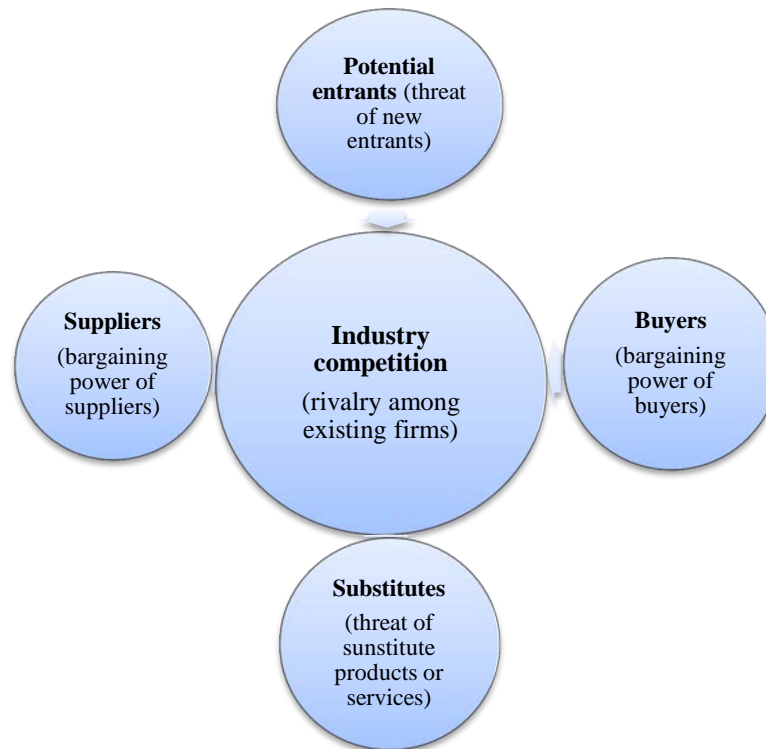 Potential
entrants (threat
of new
entrants)
Suppliers
(bargaining
power of
suppliers)
Industry
competition
(rivalry among
existing firms)
Buyers
(bargaining
power of
buyers)
Substitutes
(threat of
sunstitute
products or
services)